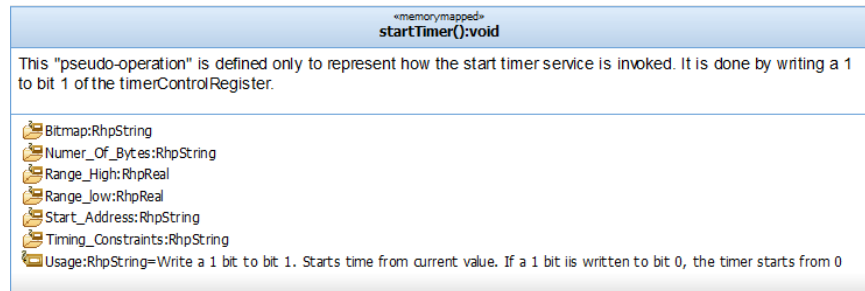 «memorymapped»
startTimer():void
This "pseudo-operation" is defined only to represent how the start timer service is invoked. It is done by writing a 1
to bit 1 of the timerControlRegister.
Bitmap:RhpString
Numer_Of_Bytes:RhpString
Range_High:RhpReal
Range_low:RhpReal
Start_Address:RhpString
Timing_Constraints:RhpString
Usage:RhpString=Write a 1 bit to bit 1. Starts time from current value. If a 1 bit iis written to bit 0, the timer starts from 0